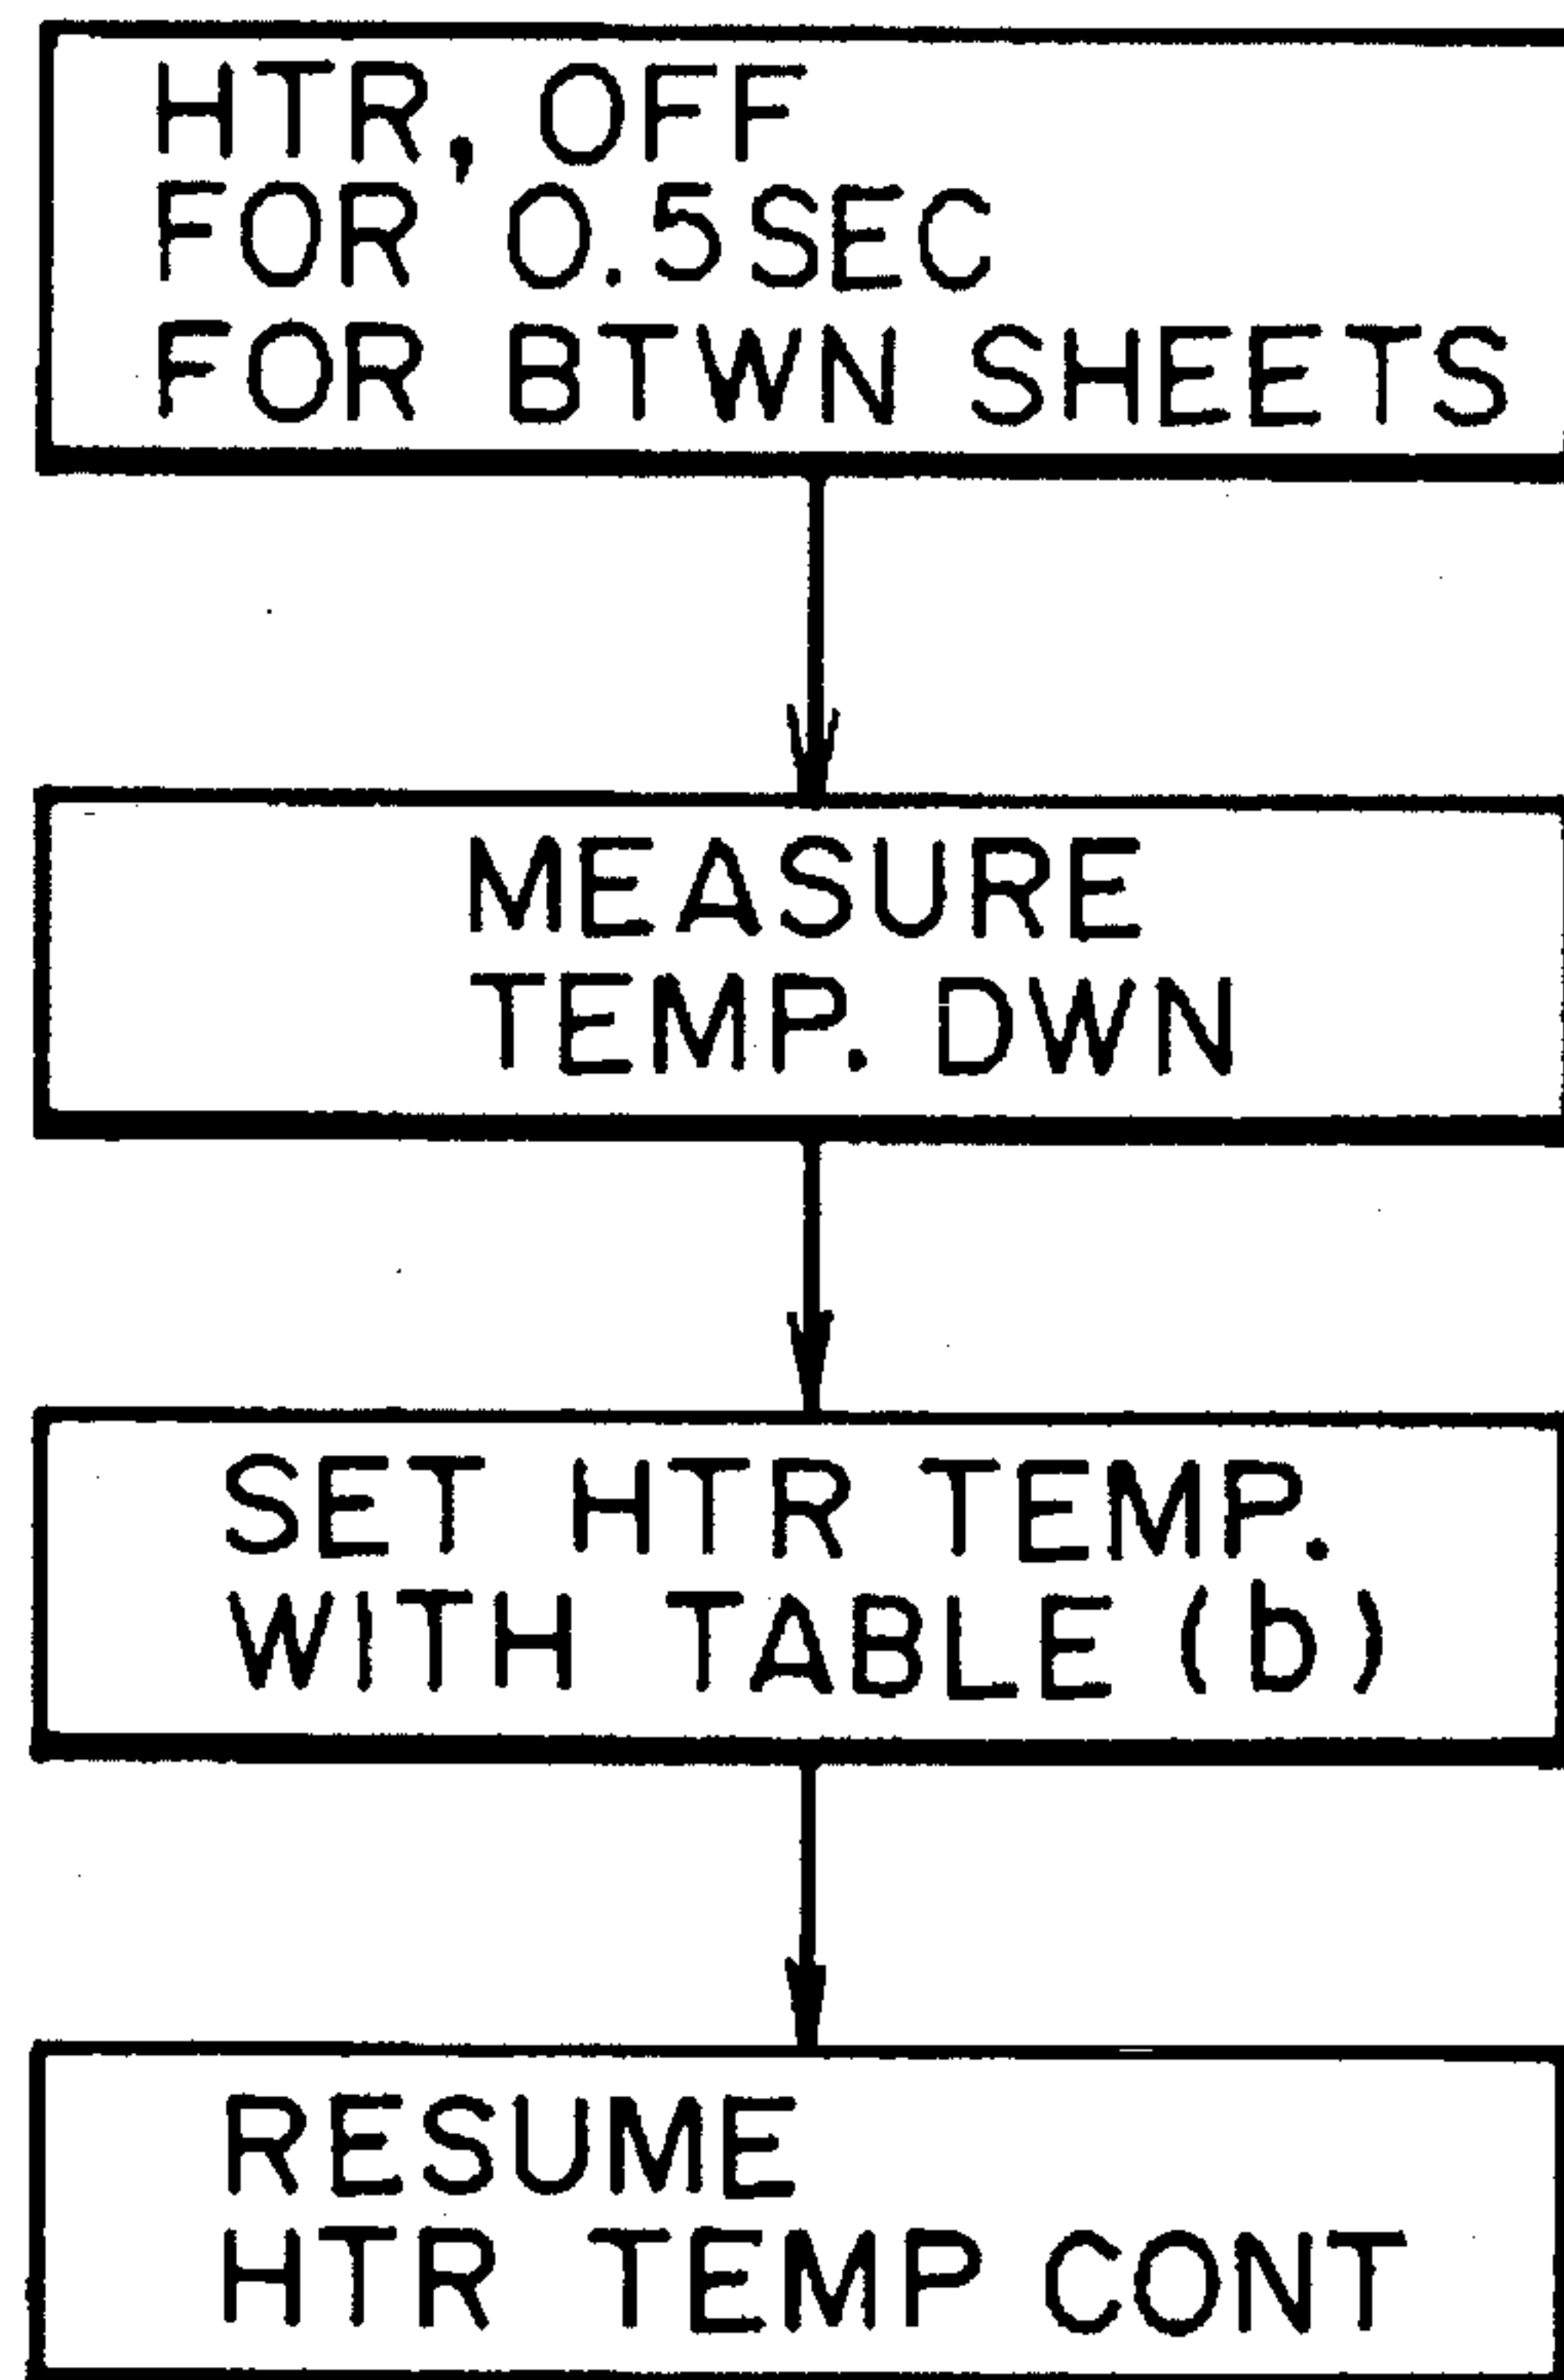 HTR, OFF
FOR 0.5SEC
FOR BTWN SHEETS
MEASURE
TEMP. DWN
SET HTR TEMP.
WITH TABLE (b)
RESUME
HTR TEMP CONT